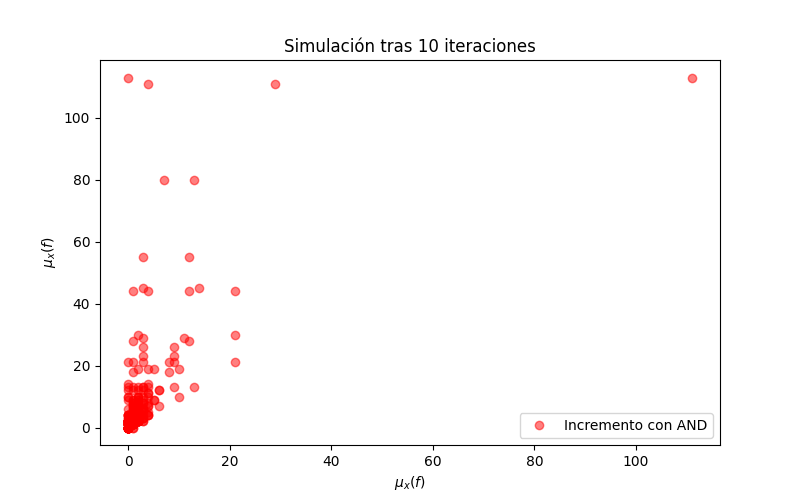 Simulación tras 10 iteraciones
100
80
60
40
20
0
μx(f)
0 20 40 60 80 100
μx(f)
Incremento con AND